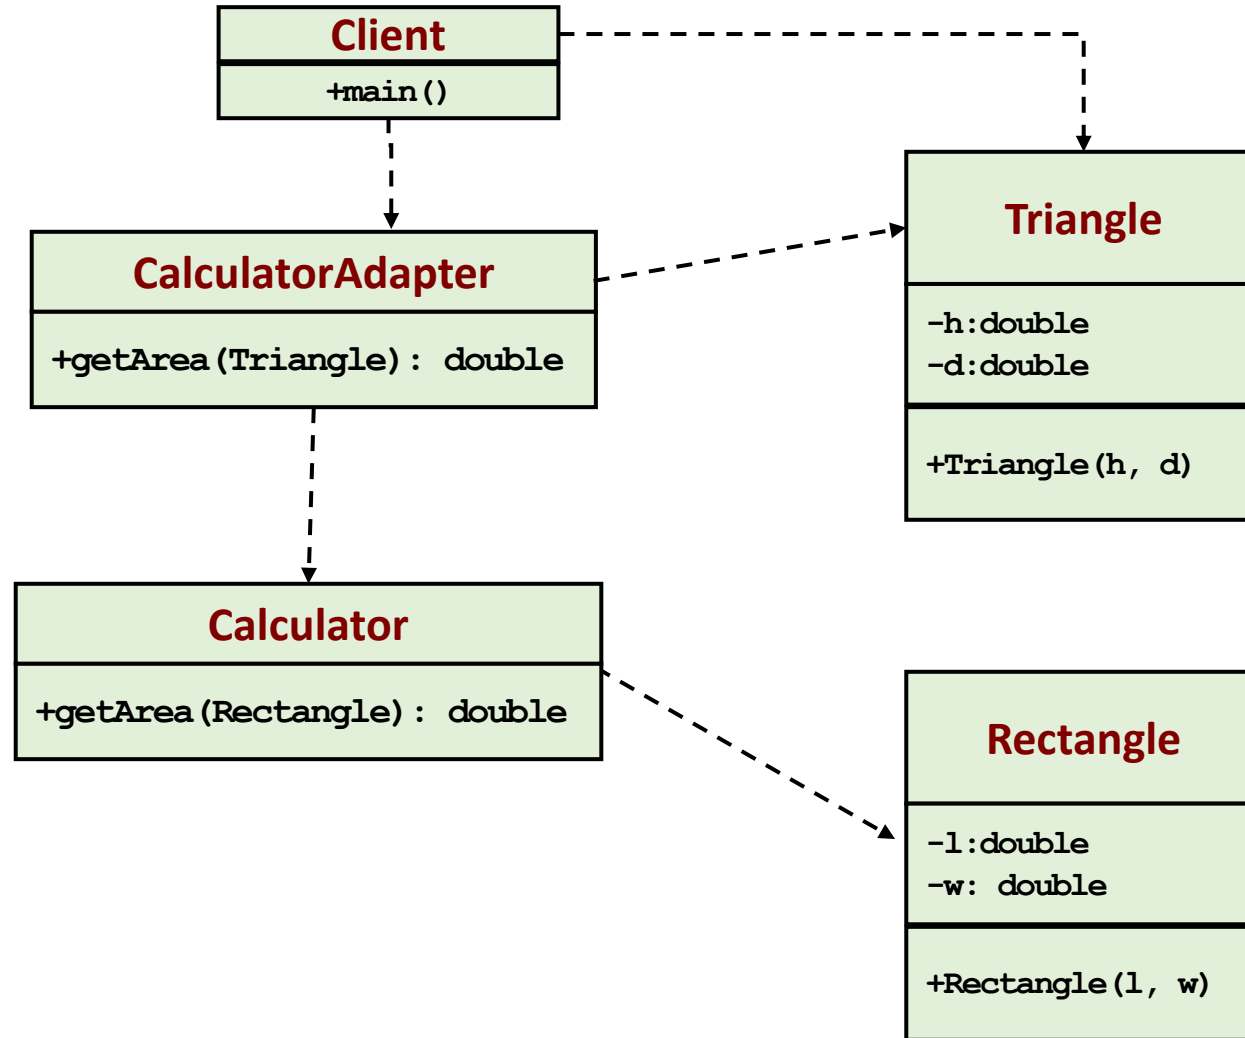 Client
+main()
CalculatorAdapter
+getArea(Triangle): double
Triangle
-h:double
-d:double
+Triangle(h, d)
Calculator
+getArea(Rectangle): double
Rectangle
-l:double
-w: double
+Rectangle(l, w)